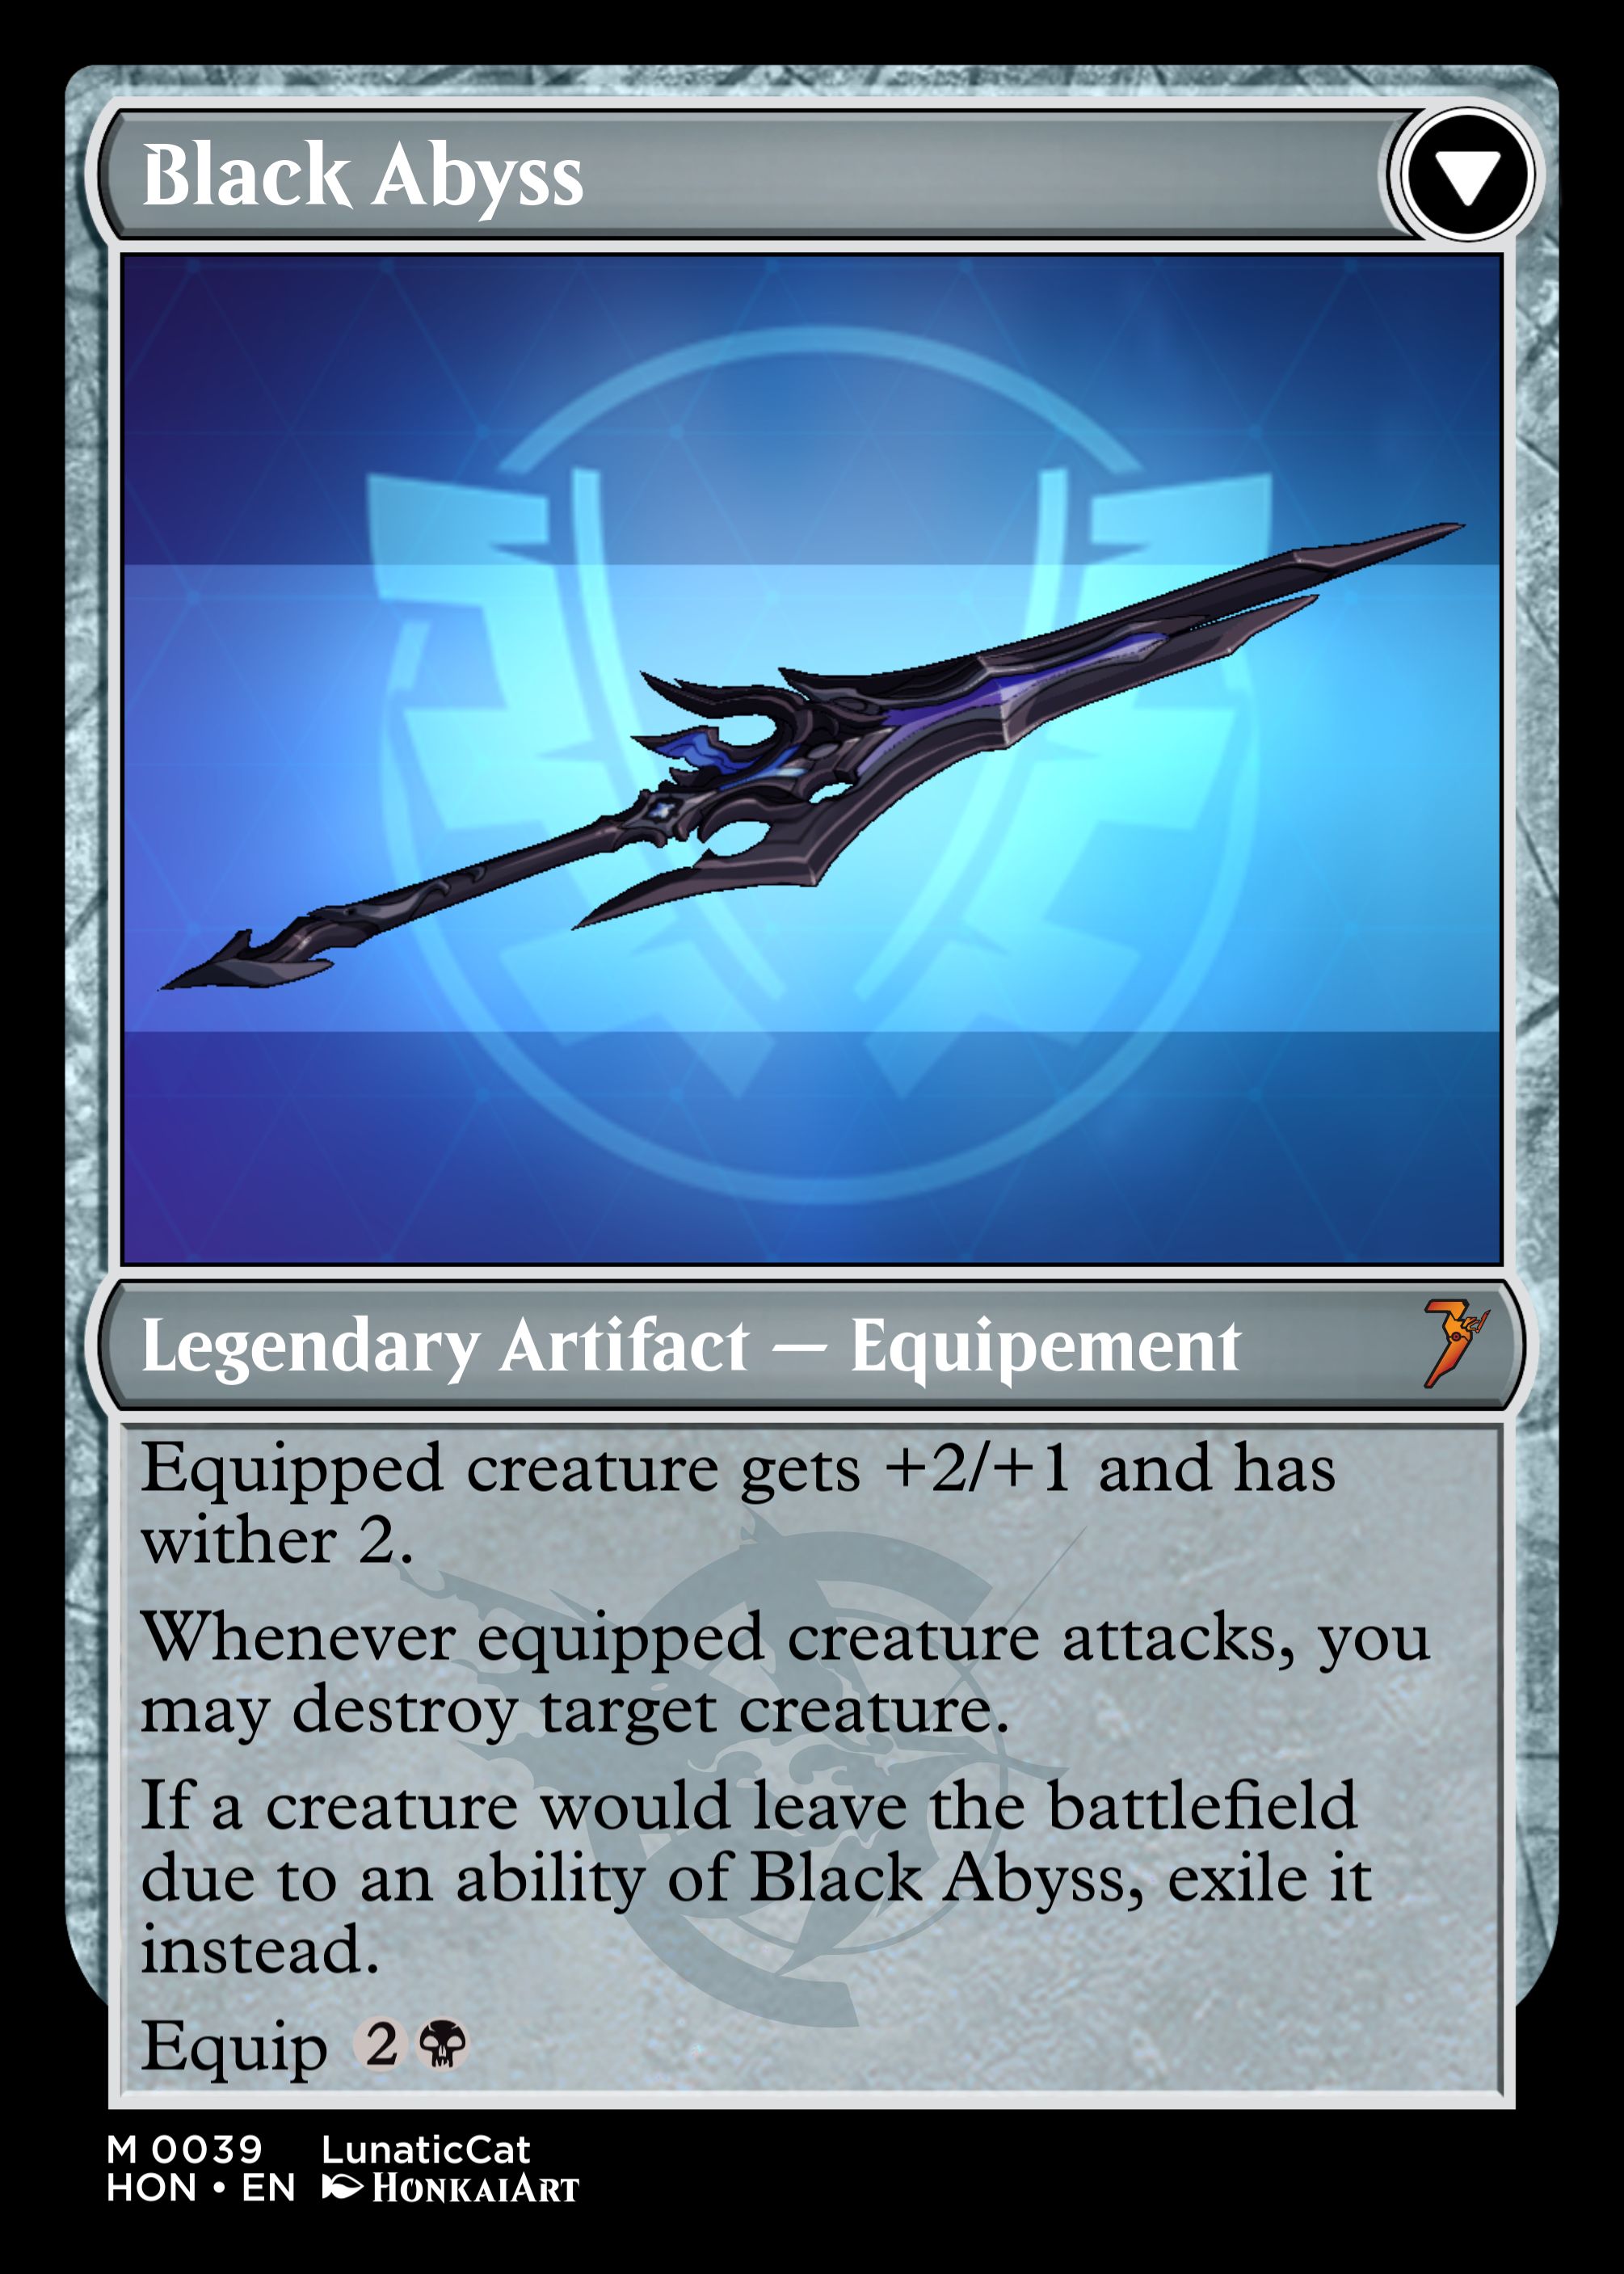 Black Abyss
Legendary Artifact — Equipement
Equipped creature gets +2/+1 and has
wither 2.
Whenever equipped creature attacks, you
may destroy target creature.
If a creature would leave the battlefield
due to an ability of Black Abyss, exile it
instead.
Equip 2
M 0039 LunaticCat
HON • EN HonkaiArt